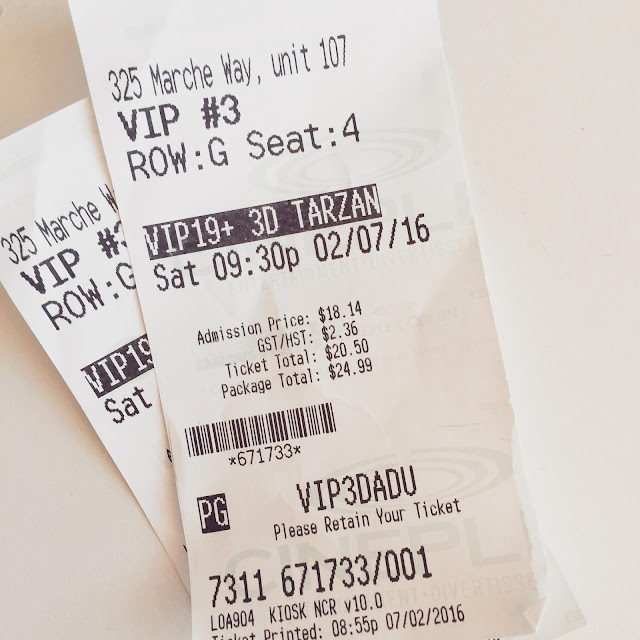 325 Marche Way, unit 107
VIP #3
ROW:G Seat:4
VIP19+ 3D TARZAN
Sat 09:30p 02/07/16
Admission Price: $18.14
GST/HST: $2.36
Ticket Total: $20.50
Package Total: $24.99
*671733*
PG
VIP3DADU
Please Retain Your Ticket
7311 671733/001
LOA904 KIOSK NCR v10.0
Ticket Printed: 08:55p 07/02/2016
325 Marche
VIP #3
ROW:G
VIP19
Sat
ENTERTAINMENT·DIVERTISSE
CINEPL